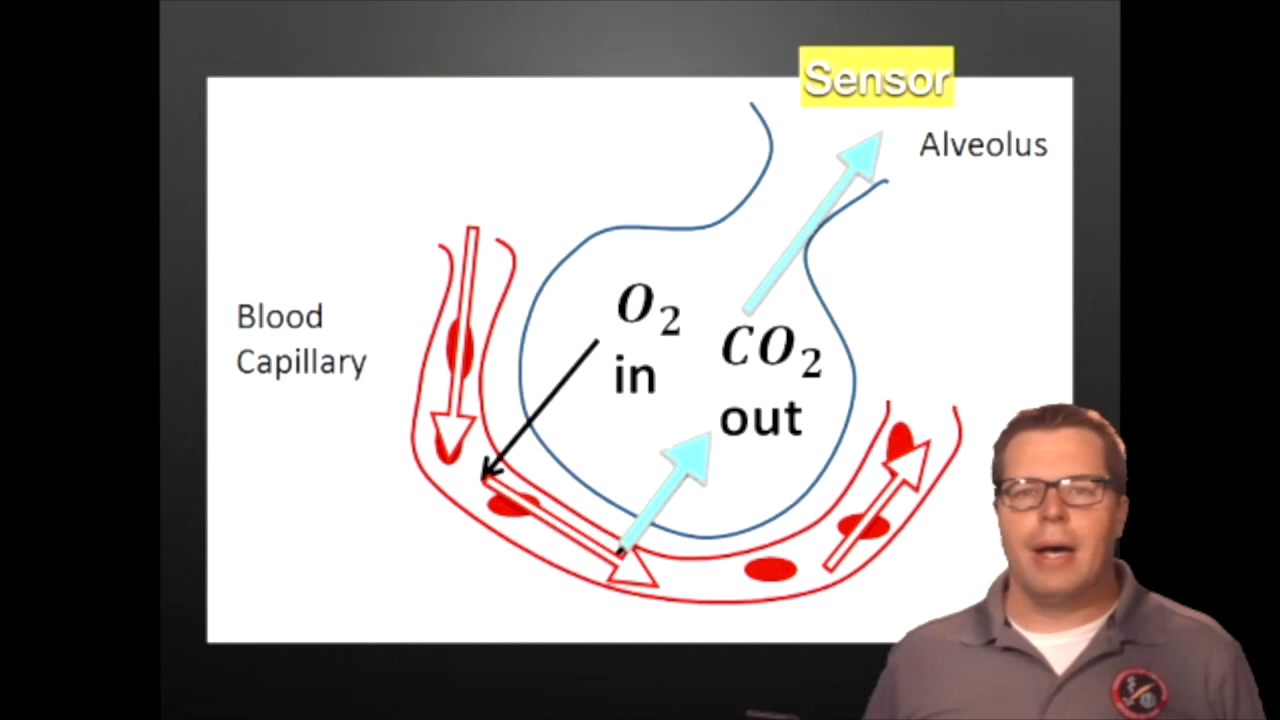 Sensor
Alveolus
Blood
Capillary
O₂
in
CO₂
out